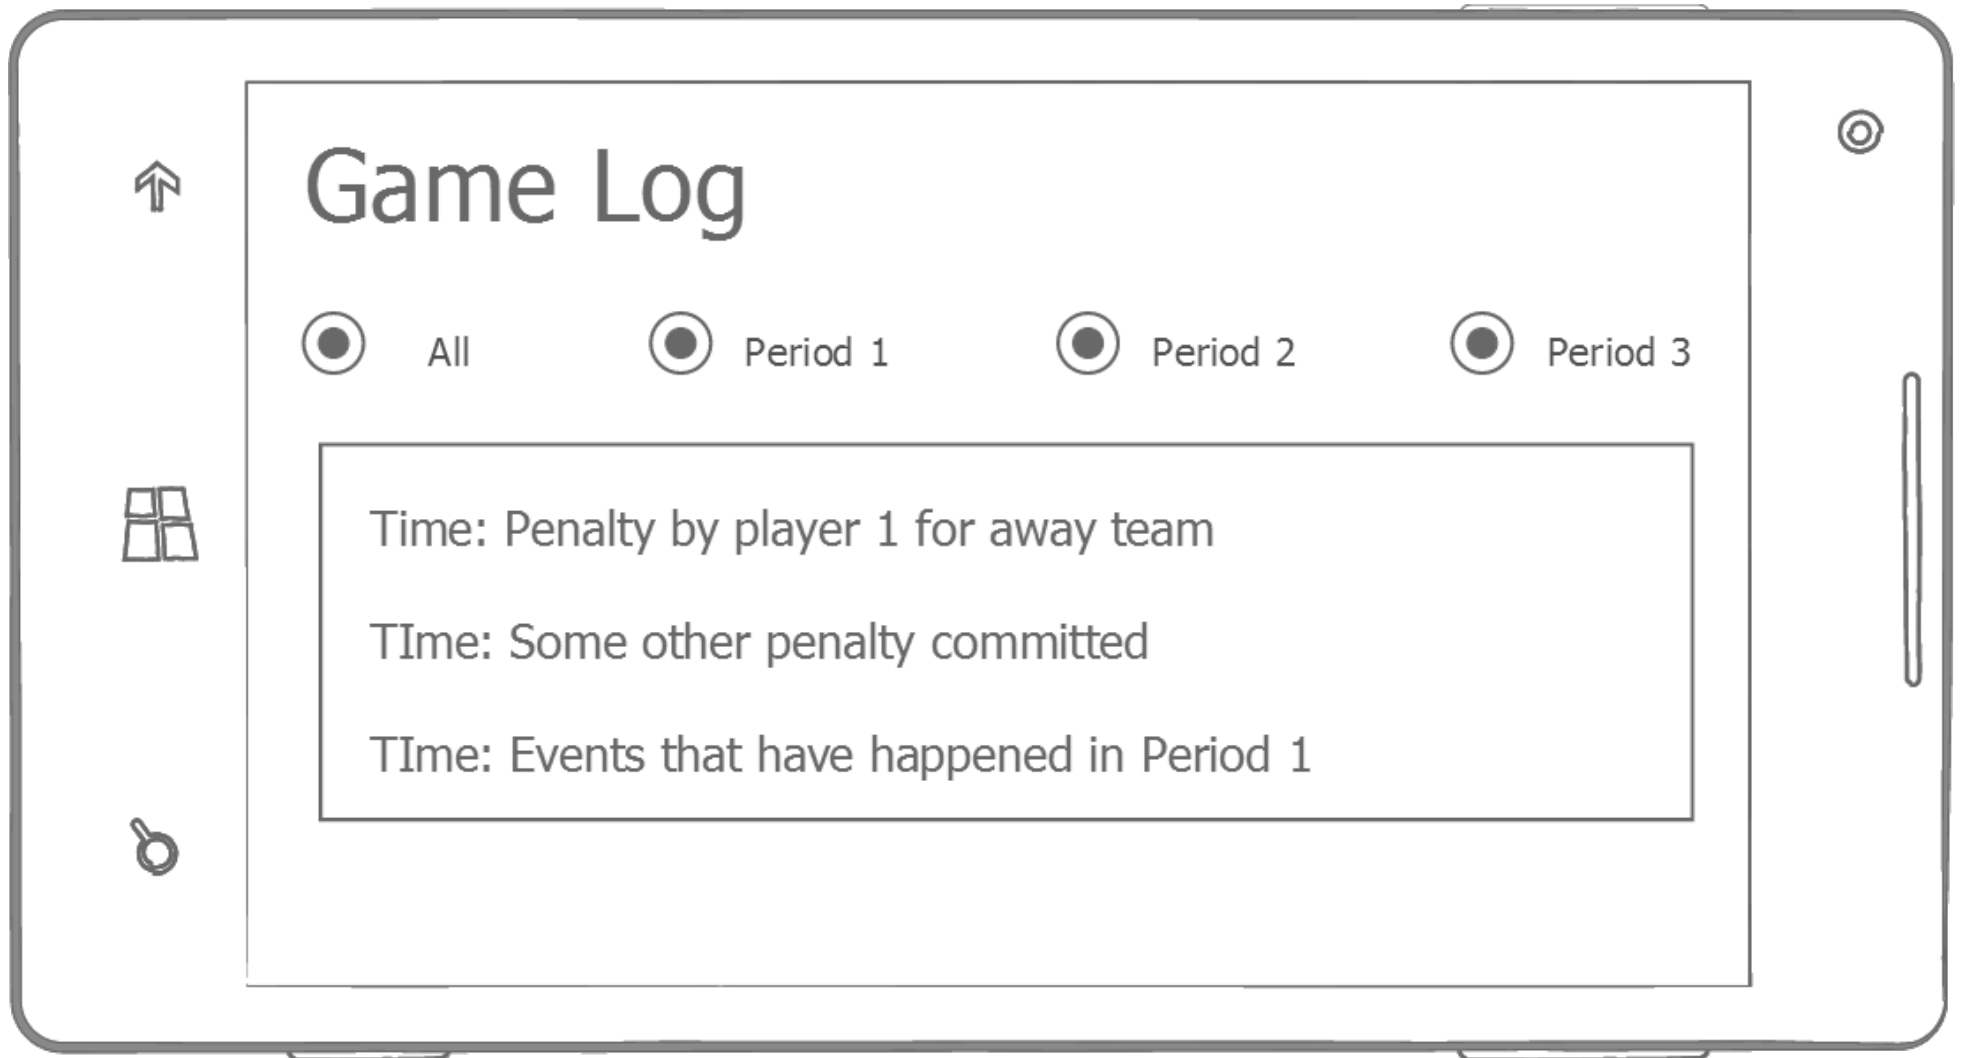 Game Log
All Period 1 Period 2 Period 3
Time: Penalty by player 1 for away team
TIme: Some other penalty committed
TIme: Events that have happened in Period 1